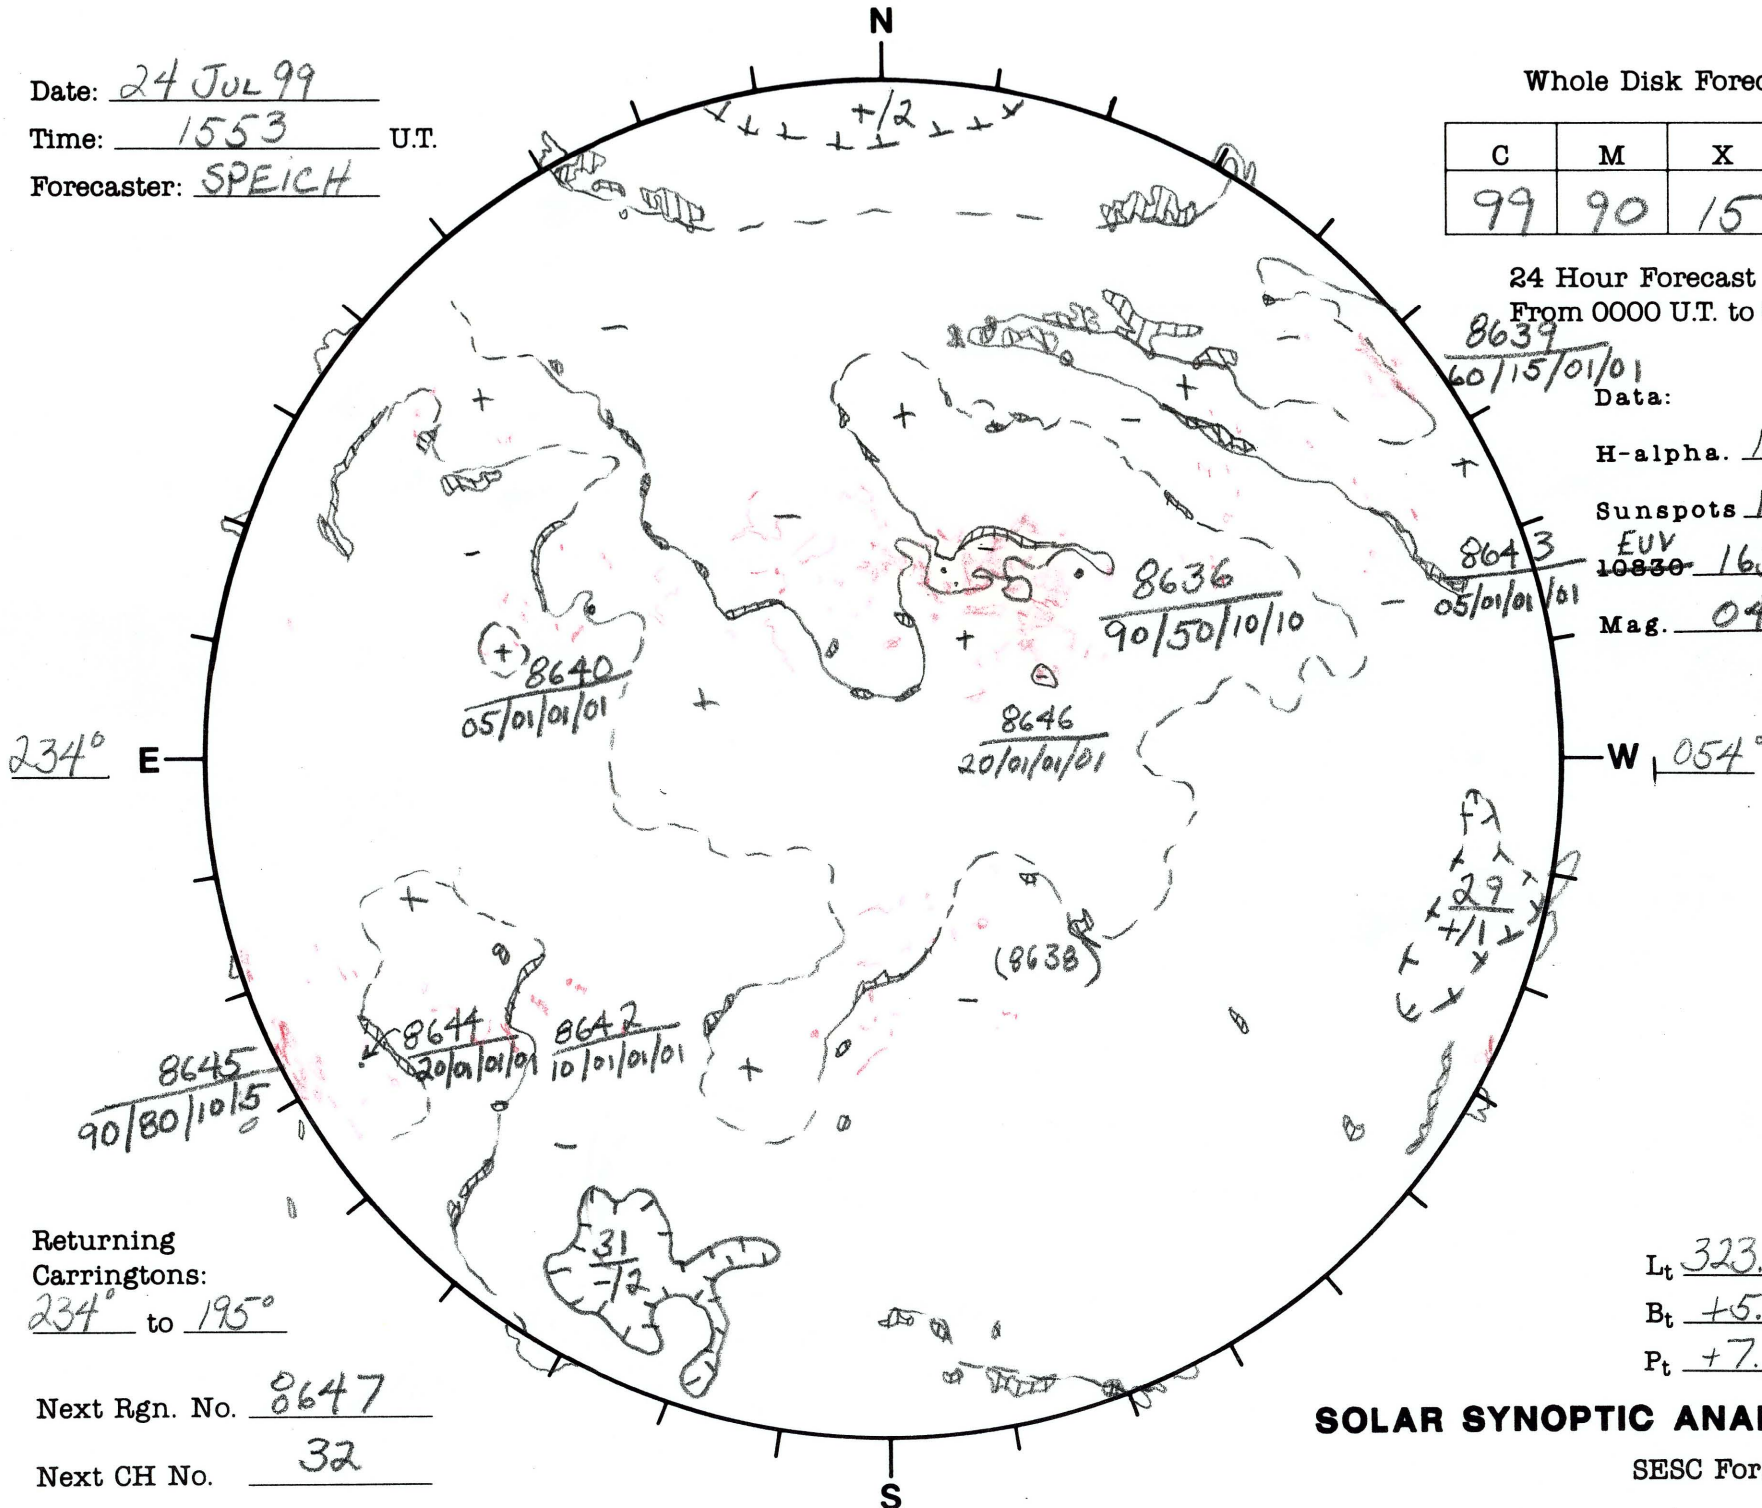 N
Date: 24 JUL 99
Time: 1553 U.T.
Forecaster: SPEICH
Whole Disk Forec
C M X
99 90 15
24 Hour Forecast
From 0000 U.T. to
+/2
8639
60/15/01/01
Data:
H-alpha.
Sunspots
EUV
10830 16
Mag. 04
8643
05/01/01/01
8636
90/50/10/10
8640
05/01/01/01
8646
20/01/01/01
234° E
W 054°
29
+/1
(8638)
8644
20/01/01/01
8642
10/01/01/01
8645
90/80/10/5
31
-/2
Returning
Carringtons:
234° to 195°
Next Rgn. No. 8647
Next CH No. 32
Lt 323.
Bt +5.
Pt +7.
SOLAR SYNOPTIC ANAL
SESC For
S